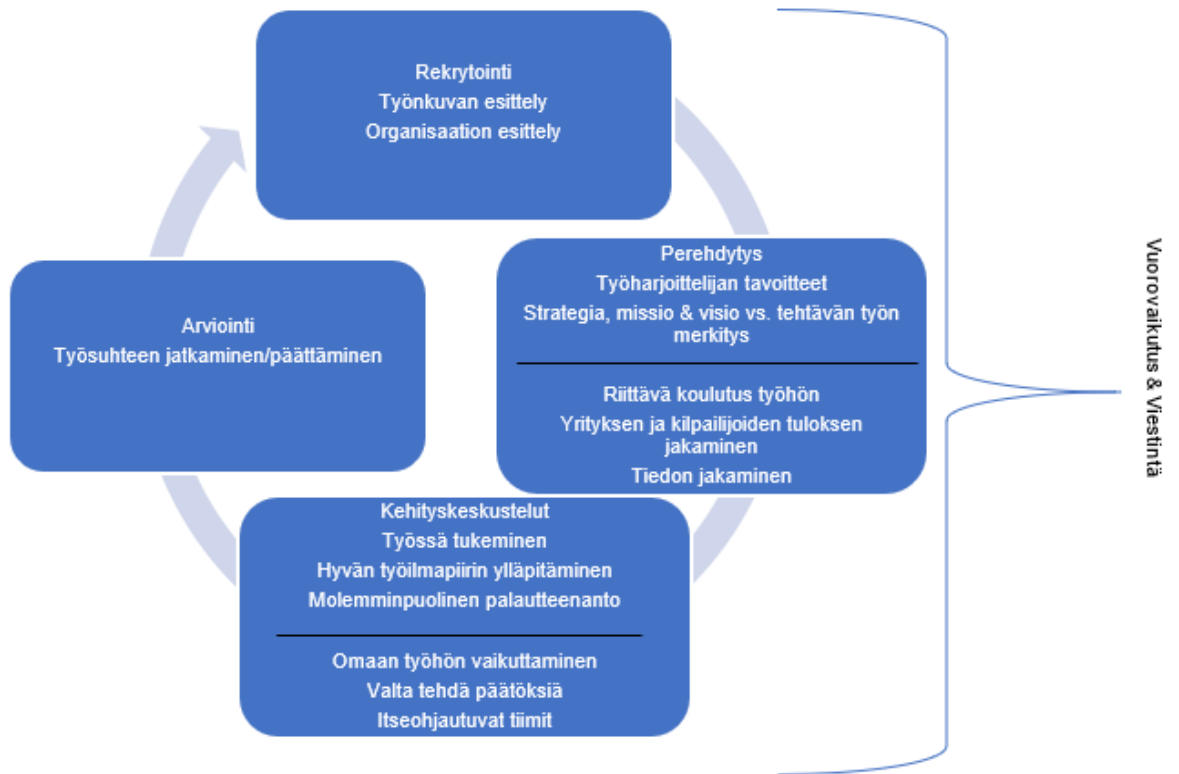 Rekrytointi
Työnkuvan esittely
Organisaation esittely
Perehdytys
Työharjoittelijan tavoitteet
Strategia, missio & visio vs. tehtävän työn
merkitys
Riittävä koulutus työhön
Yrityksen ja kilpailijoiden tuloksen
jakaminen
Tiedon jakaminen
Kehityskeskustelut
Työssä tukeminen
Hyvän työilmapiirin ylläpitäminen
Molemminpuolinen palautteenanto
Omaan työhön vaikuttaminen
Valta tehdä päätöksiä
Itseohjautuvat tiimit
Arviointi
Työsuhteen jatkaminen/päättäminen
Vuorovaikutus & Viestintä